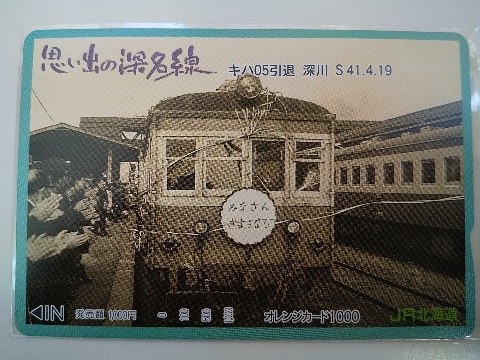 思い出の深名線
キハ05引退 深川 S 41.4.19
みなさん
さようなら
◁IN 発売額 1,000円 0 オレンジカード1000 JR北海道